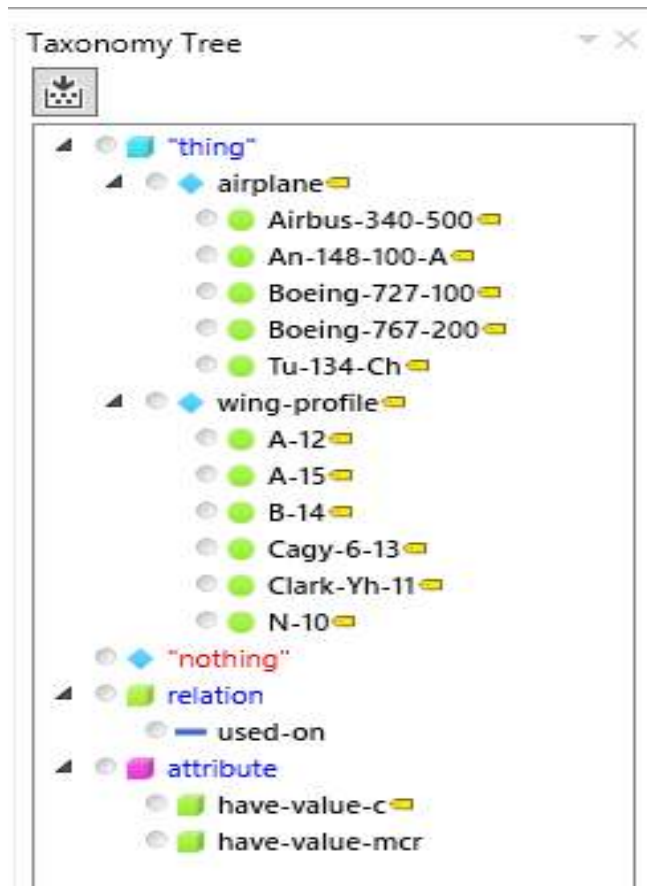 Taxonomy Tree
"thing"
airplane
Airbus-340-500
An-148-100-A
Boeing-727-100
Boeing-767-200
Tu-134-Ch
wing-profile
A-12
A-15
B-14
Cagy-6-13
Clark-Yh-11
N-10
"nothing"
relation
used-on
attribute
have-value-c
have-value-mcr